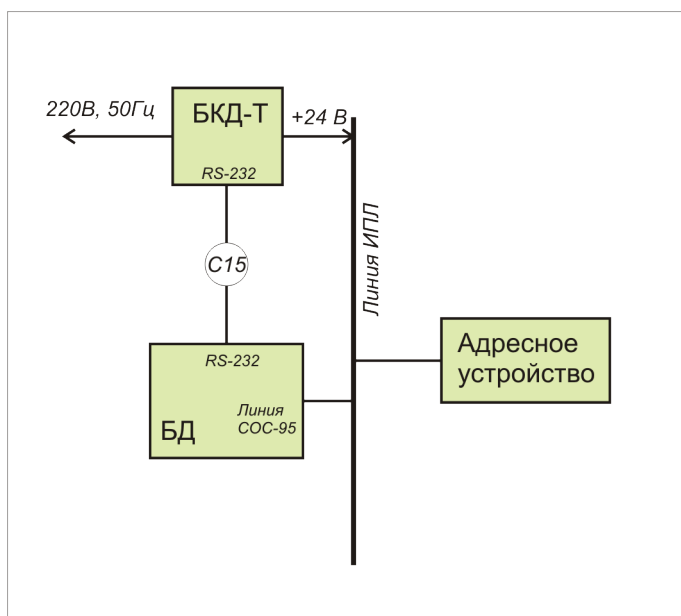 220В, 50Гц
БКД-Т
+24 В
RS-232
С15
Линия ИПЛ
RS-232
Линия
СОС-95
БД
Адресное
устройство